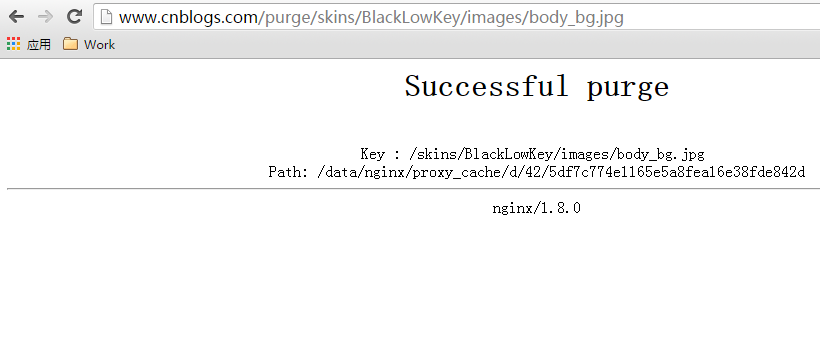 www.cnblogs.com/purge/skins/BlackLowKey/images/body_bg.jpg
应用 Work
Successful purge
Key : /skins/BlackLowKey/images/body_bg.jpg
Path: /data/nginx/proxy_cache/d/42/5df7c774e1165e5a8fea16e38fde842d
nginx/1.8.0